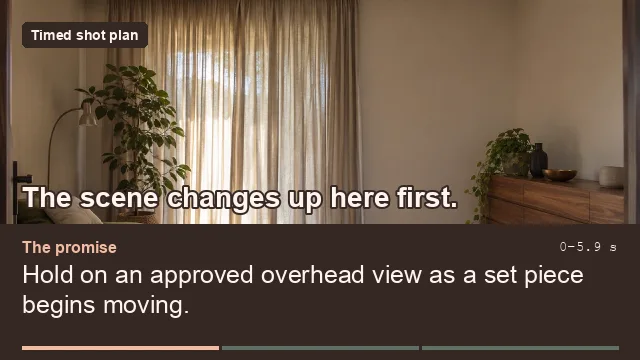 Timed shot plan
The scene changes up here first.
The promise
0–5.9 s
Hold on an approved overhead view as a set piece
begins moving.